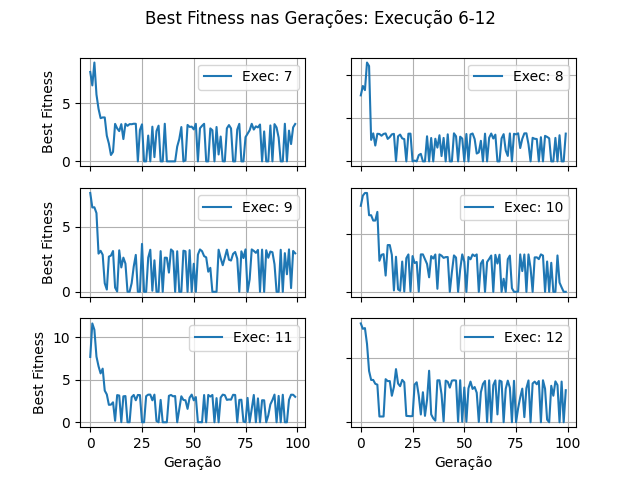 Best Fitness nas Gerações: Execução 6-12
Best Fitness
5
0
Exec: 7
Exec: 8
Best Fitness
5
0
Exec: 9
Exec: 10
Best Fitness
10
5
0
Exec: 11
Exec: 12
0 25 50 75 100
0 25 50 75 100
Geração
Geração